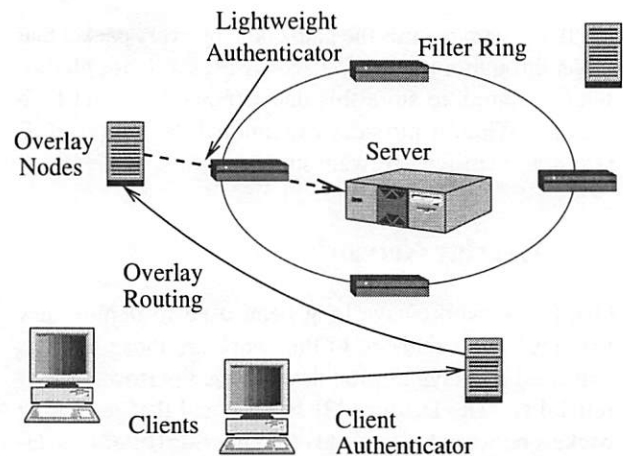 Lightweight
Authenticator
Filter Ring
Overlay
Nodes
Server
Overlay
Routing
Clients
Client
Authenticator